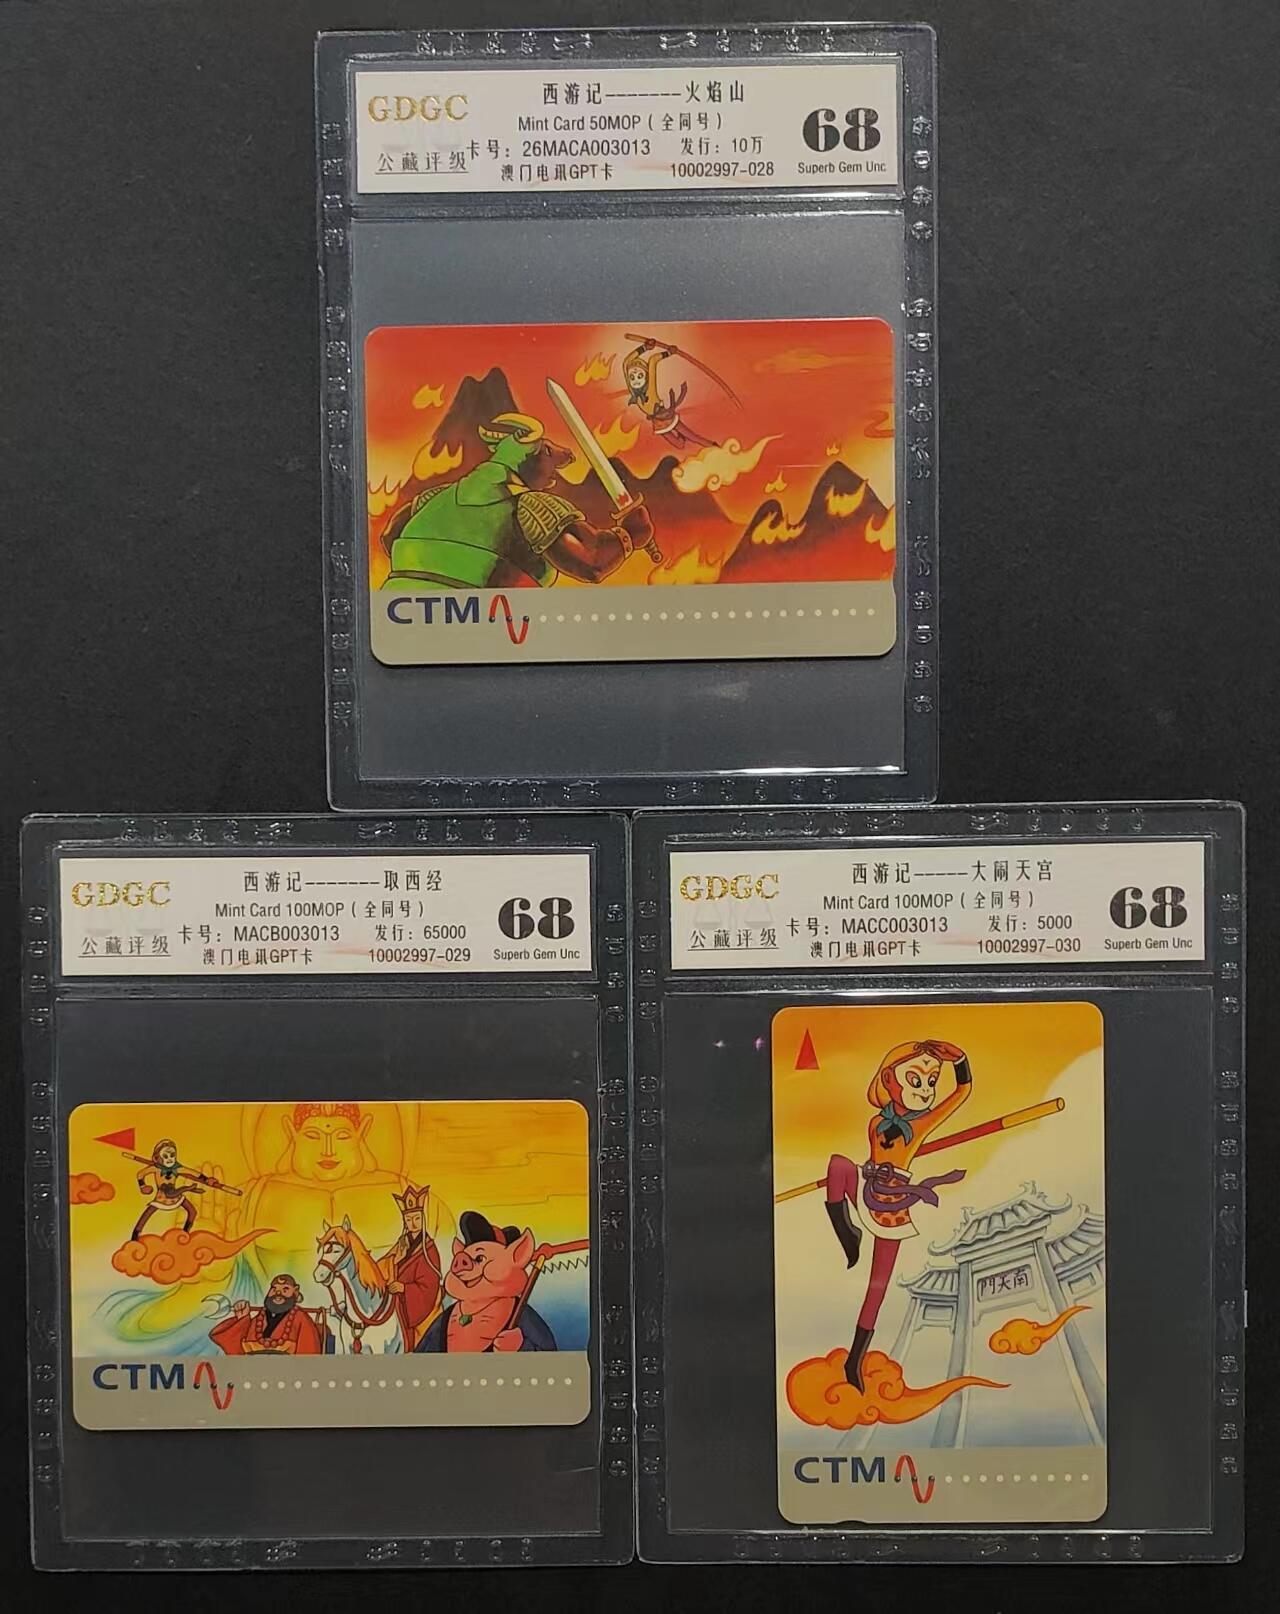 GDGC
公藏评级
西游记-------火焰山
Mint Card 50MOP(全同号)
卡号：26MACA003013 发行：10万
澳门电讯GPT卡 10002997-028
68
Superb Gem Unc
CTM
GDGC
公藏评级
西游记-------取西经
Mint Card 100MOP(全同号)
卡号：MACB003013 发行：65000
澳门电讯GPT卡 10002997-029
68
Superb Gem Unc
CTM
GDGC
公藏评级
西游记-----大闹天宫
Mint Card 100MOP(全同号)
卡号：MACC003013 发行：5000
澳门电讯GPT卡 10002997-030
68
Superb Gem Unc
門天南
CTM